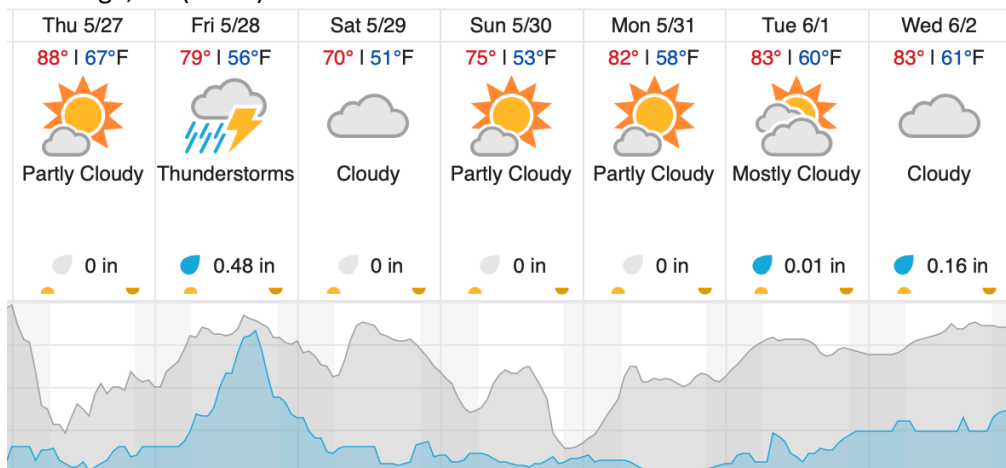 Thu 5/27 Fri 5/28 Sat 5/29 Sun 5/30 Mon 5/31 Tue 6/1 Wed 6/2
88° | 67°F 79° | 56°F 70° | 51°F 75° | 53°F 82° | 58°F 83° | 60°F 83° | 61°F
Partly Cloudy Thunderstorms Cloudy Partly Cloudy Partly Cloudy Mostly Cloudy Cloudy
0 in 0.48 in 0 in 0 in 0 in 0.01 in 0.16 in